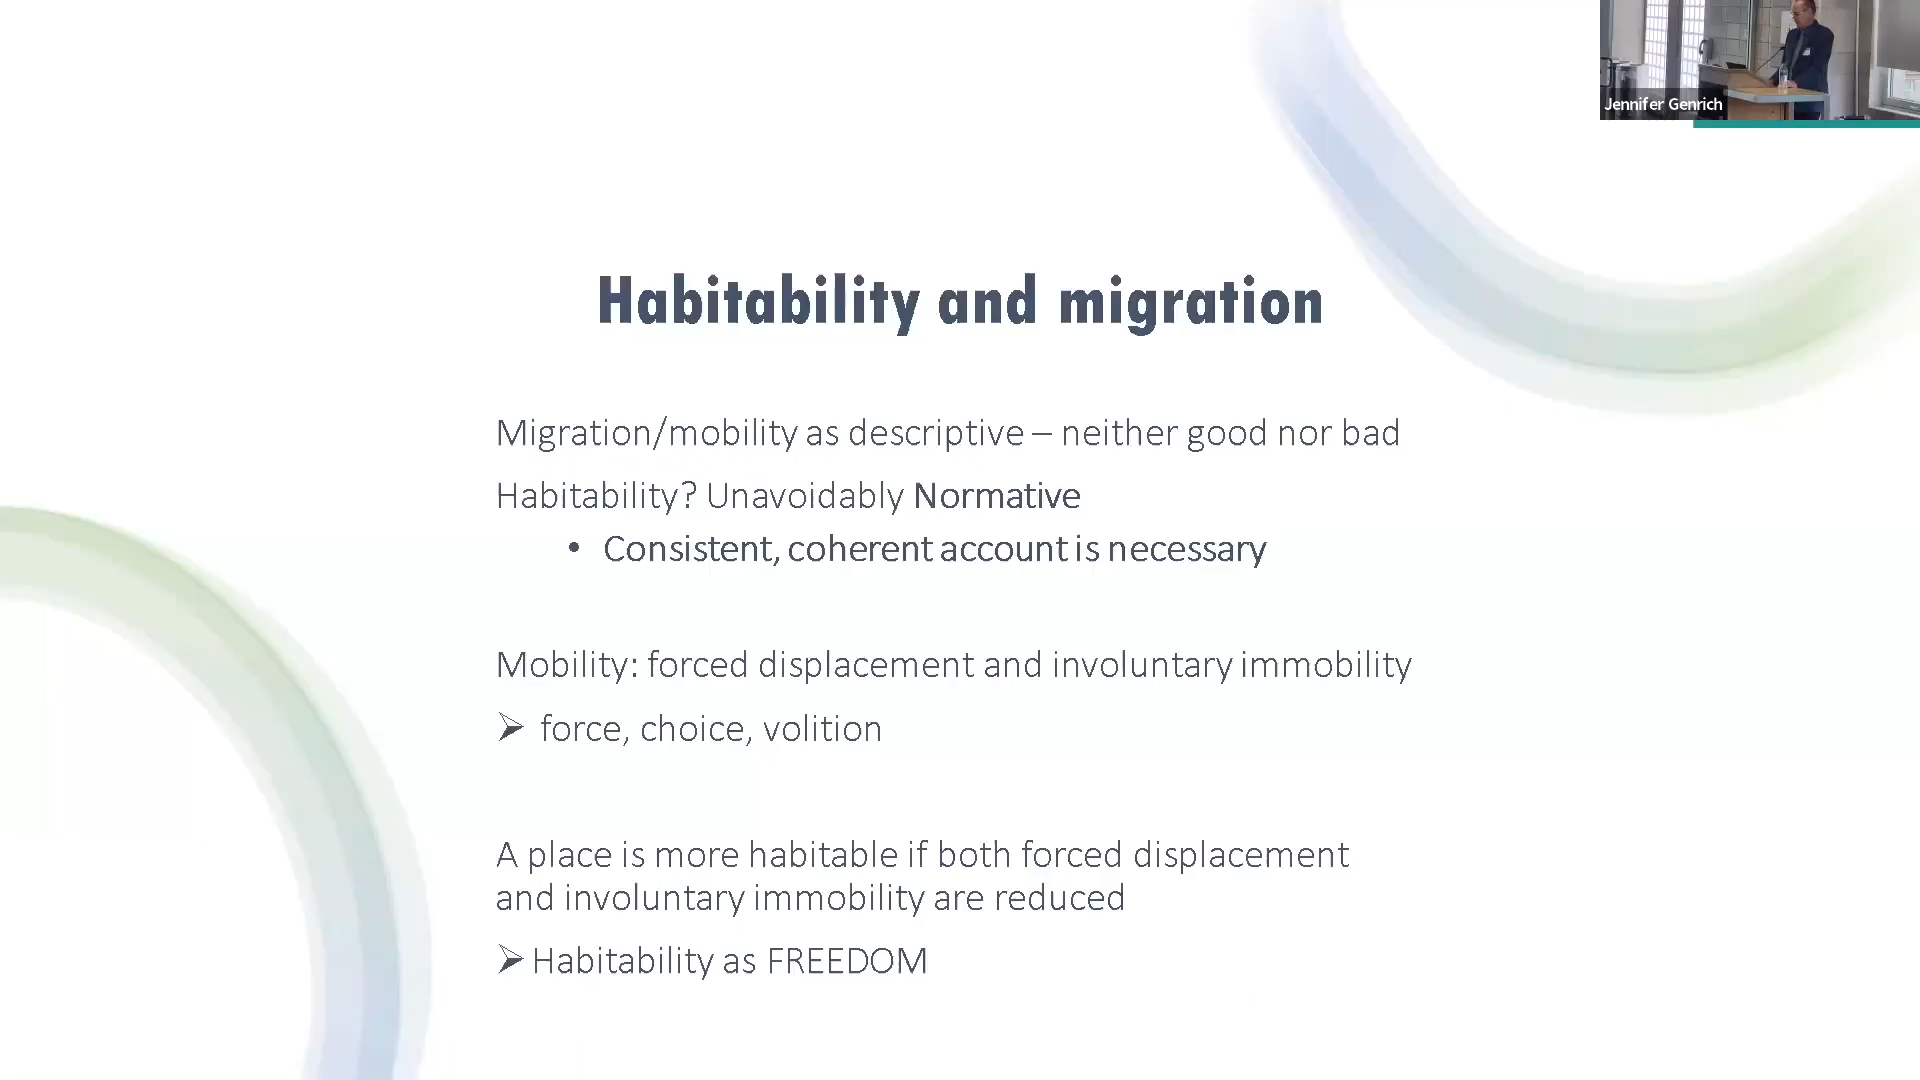 Jennifer Genrich
Habitability and migration
Migration/mobility as descriptive – neither good nor bad
Habitability? Unavoidably Normative
• Consistent, coherent account is necessary
Mobility: forced displacement and involuntary immobility
➢ force, choice, volition
A place is more habitable if both forced displacement
and involuntary immobility are reduced
➢ Habitability as FREEDOM